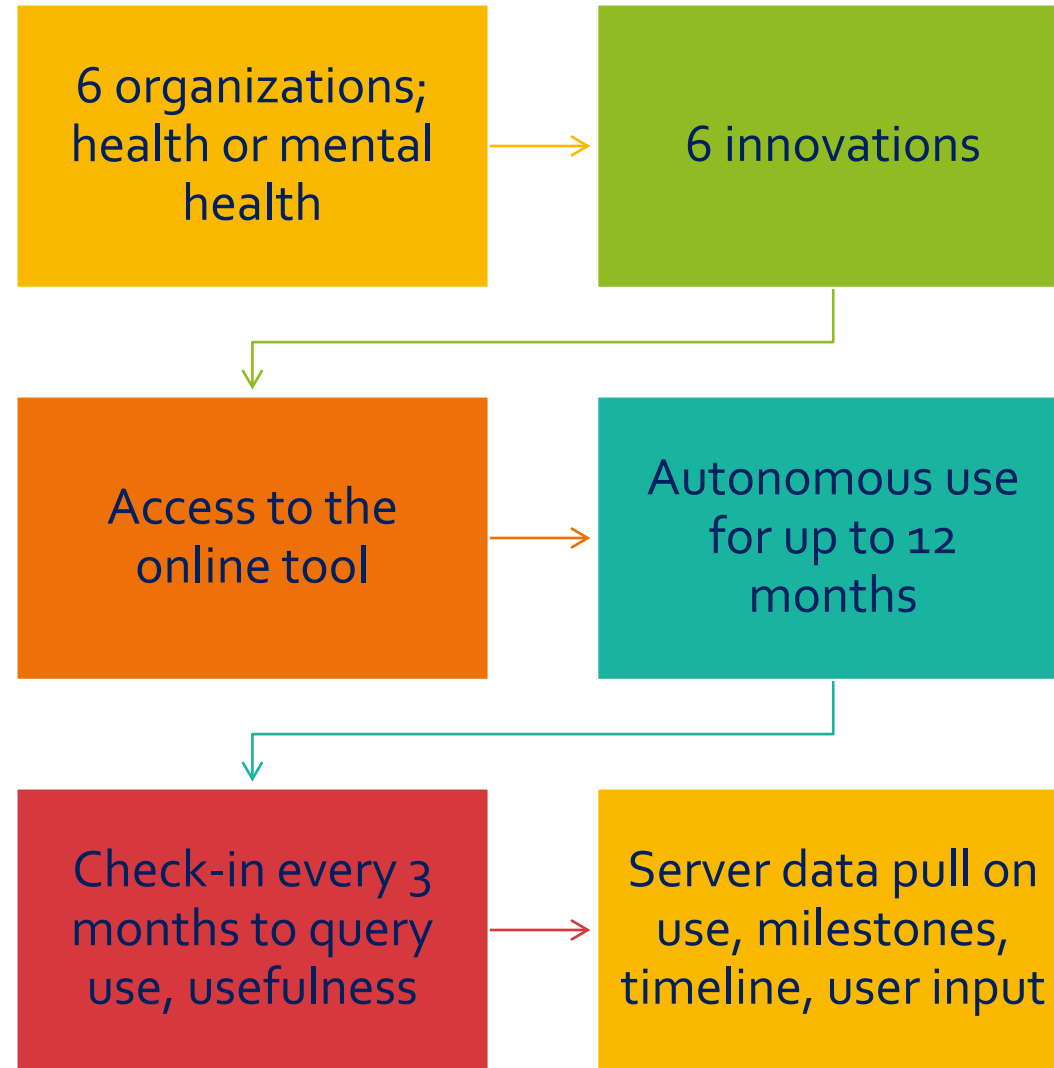 6 organizations;
health or mental
health
6 innovations
Access to the
online tool
Autonomous use
for up to 12
months
Check-in every 3
months to query
use, usefulness
Server data pull on
use, milestones,
timeline, user input